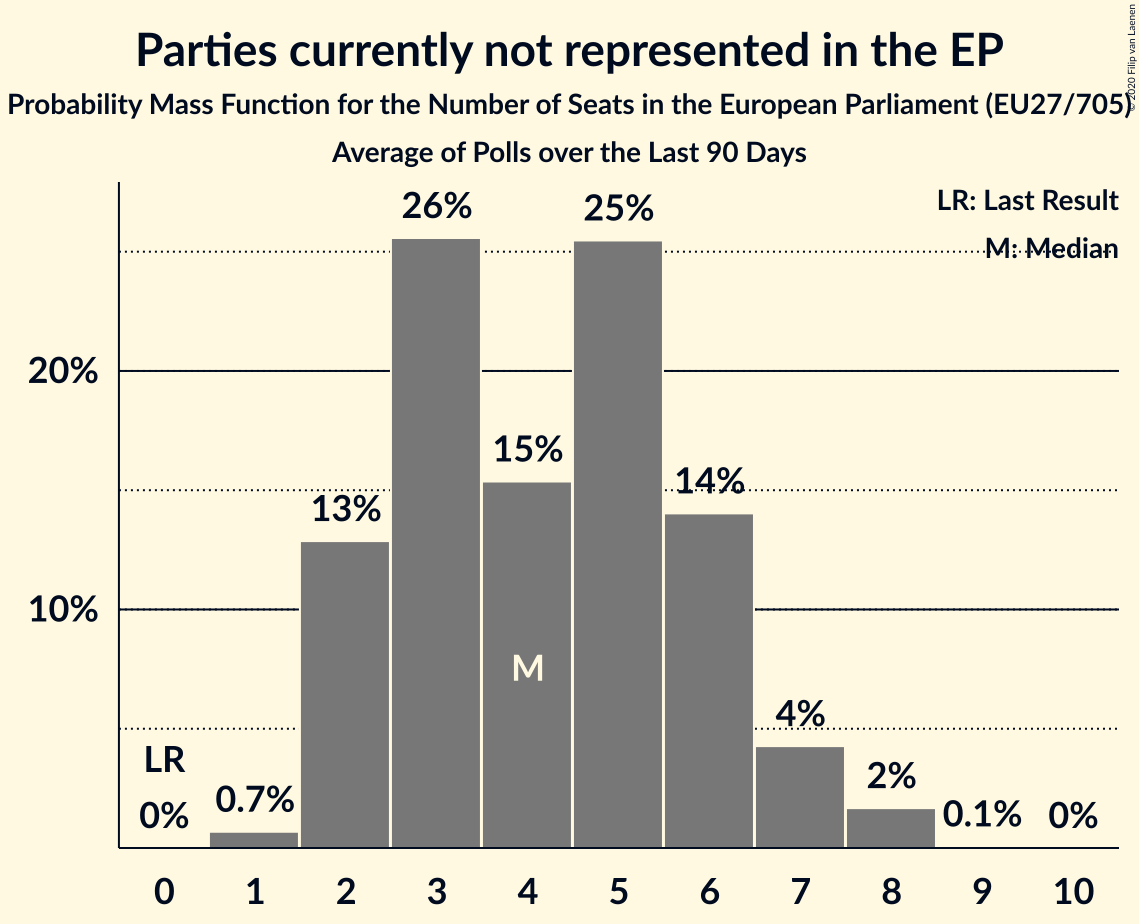 Parties currently not represented in the EP
Probability Mass Function for the Number of Seats in the European Parliament (EU27/705)
Average of Polls over the Last 90 Days
© 2020 Filip van Laenen
LR: Last Result
M: Median
26%
25%
20%
15%
14%
13%
10%
M
4%
LR
2%
0%
0.7%
0.1%
0%
0 1 2 3 4 5 6 7 8 9 10